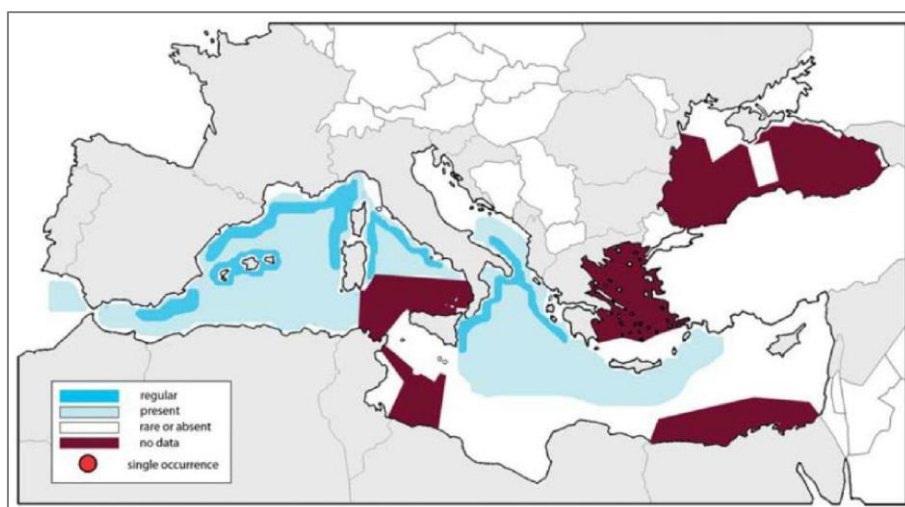 regular
present
rare or absent
no data
single occurrence